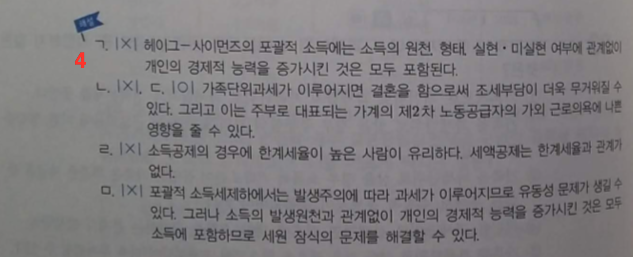 해설
4
ㄱ. |X| 헤이그-사이먼즈의 포괄적 소득에는 소득의 원천, 형태, 실현·미실현 여부에 관계없이
개인의 경제적 능력을 증가시킨 것은 모두 포함된다.
ㄴ. |X|, ㄷ. |O| 가족단위과세가 이루어지면 결혼을 함으로써 조세부담이 더욱 무거워질 수
있다. 그리고 이는 주부로 대표되는 가계의 제2차 노동공급자의 가외 근로의욕에 나쁜
영향을 줄 수 있다.
ㄹ. |X| 소득공제의 경우에 한계세율이 높은 사람이 유리하다. 세액공제는 한계세율과 관계가
없다.
ㅁ. |X| 포괄적 소득세제하에서는 발생주의에 따라 과세가 이루어지므로 유동성 문제가 생길 수
있다. 그러나 소득의 발생원천과 관계없이 개인의 경제적 능력을 증가시킨 것은 모두
소득에 포함하므로 세원 잠식의 문제를 해결할 수 있다.